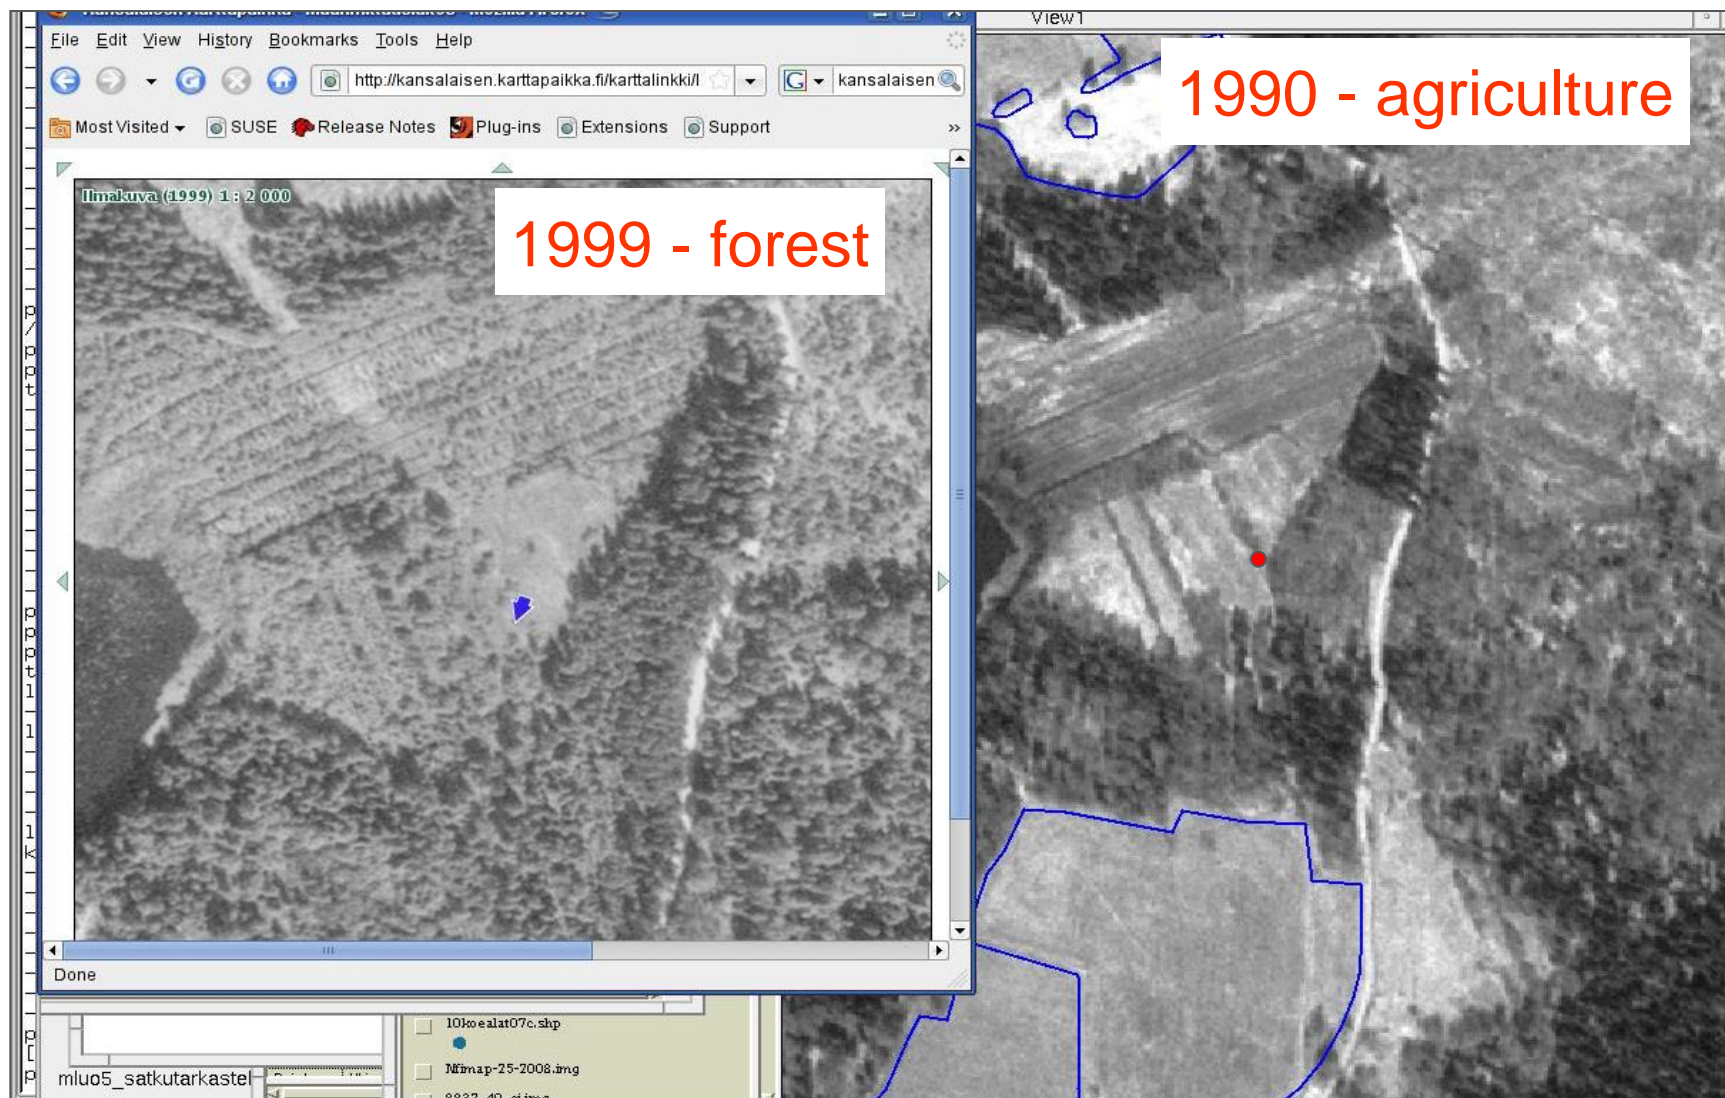 View1
File Edit View History Bookmarks Tools Help
http://kansalaisen.karttapaikka.fi/karttalinkki/l
G kansalaisen
Most Visited SUSE Release Notes Plug-ins Extensions Support »
Ilmakuva (1999) 1 : 2 000
1999 - forest
1990 - agriculture
Done
10koealat07c.shp
Nfimap-25-2008.img
mluo5_satkutarkastel